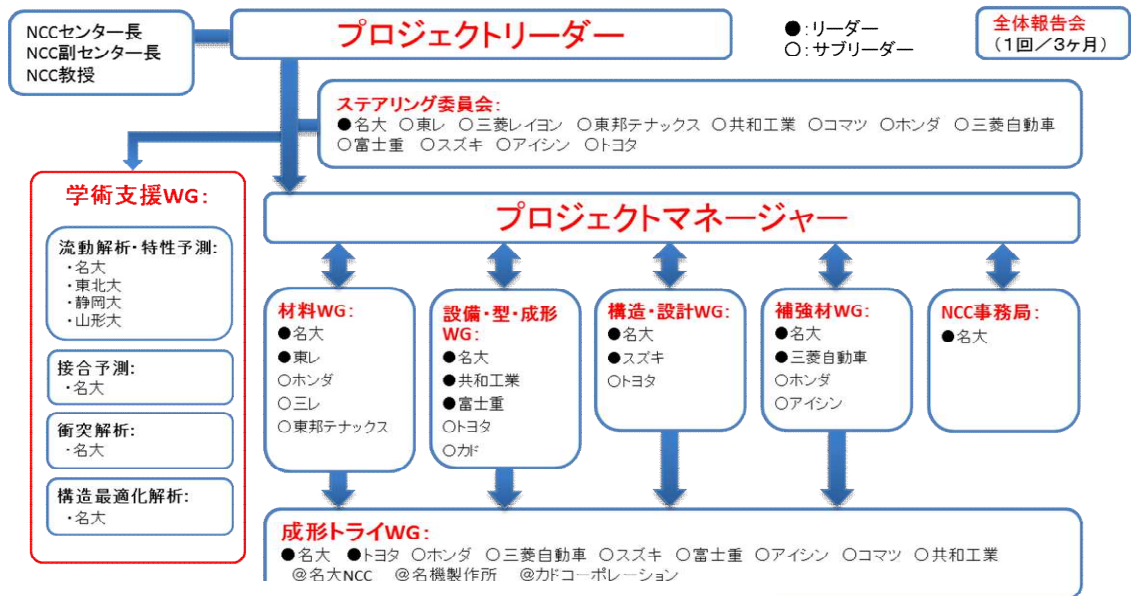 NCCセンター長
NCC副センター長
NCC教授
プロジェクトリーダー
●:リーダー
○:サブリーダー
全体報告会
(1回/3ヶ月)
ステアリング委員会:
●名大 ○東レ ○三菱レイヨン ○東邦テナックス ○共和工業 ○コマツ ○ホンダ ○三菱自動車
○富士重 ○スズキ ○アイシン ○トヨタ
学術支援WG:
流動解析・特性予測:
・名大
・東北大
・静岡大
・山形大
接合予測:
・名大
衝突解析:
・名大
構造最適化解析:
・名大
プロジェクトマネージャー
材料WG:
●名大
●東レ
○ホンダ
○三レ
○東邦テナックス
設備・型・成形
WG:
●名大
●共和工業
●富士重
○トヨタ
○カド
構造・設計WG:
●名大
●スズキ
○トヨタ
補強材WG:
●名大
●三菱自動車
○ホンダ
○アイシン
NCC事務局:
●名大
成形トライWG:
●名大 ●トヨタ ○ホンダ ○三菱自動車 ○スズキ ○富士重 ○アイシン ○コマツ ○共和工業
@名大NCC @名機製作所 @カドコーポレーション